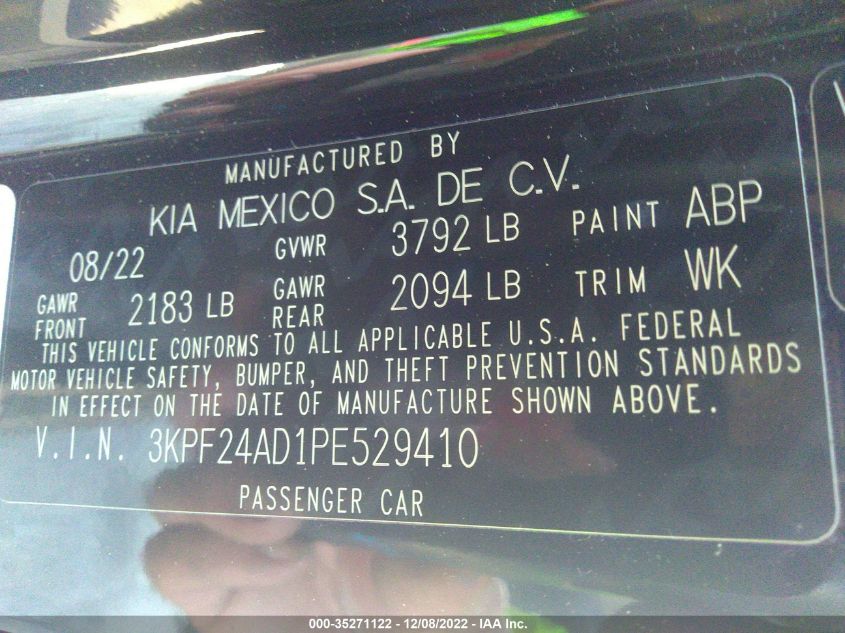 MANUFACTURED BY
KIA MEXICO S.A. DE C.V.
08/22 GVWR 3792 LB PAINT ABP
GAWR FRONT 2183 LB GAWR REAR 2094 LB TRIM WK
THIS VEHICLE CONFORMS TO ALL APPLICABLE U.S.A. FEDERAL
MOTOR VEHICLE SAFETY, BUMPER, AND THEFT PREVENTION STANDARDS
IN EFFECT ON THE DATE OF MANUFACTURE SHOWN ABOVE.
V.I.N. 3KPF24AD1PE529410
PASSENGER CAR
000-35271122 - 12/08/2022 - IAA Inc.